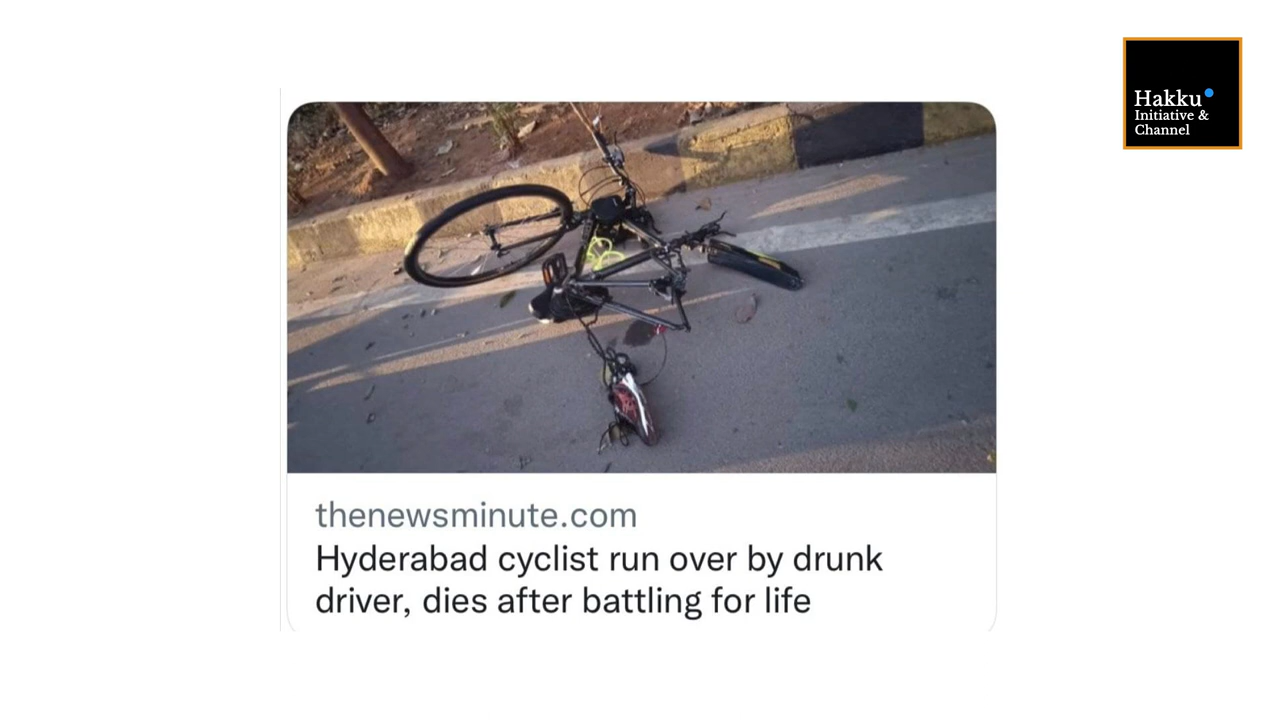 Hakku
Initiative &
Channel
thenewsminute.com
Hyderabad cyclist run over by drunk
driver, dies after battling for life